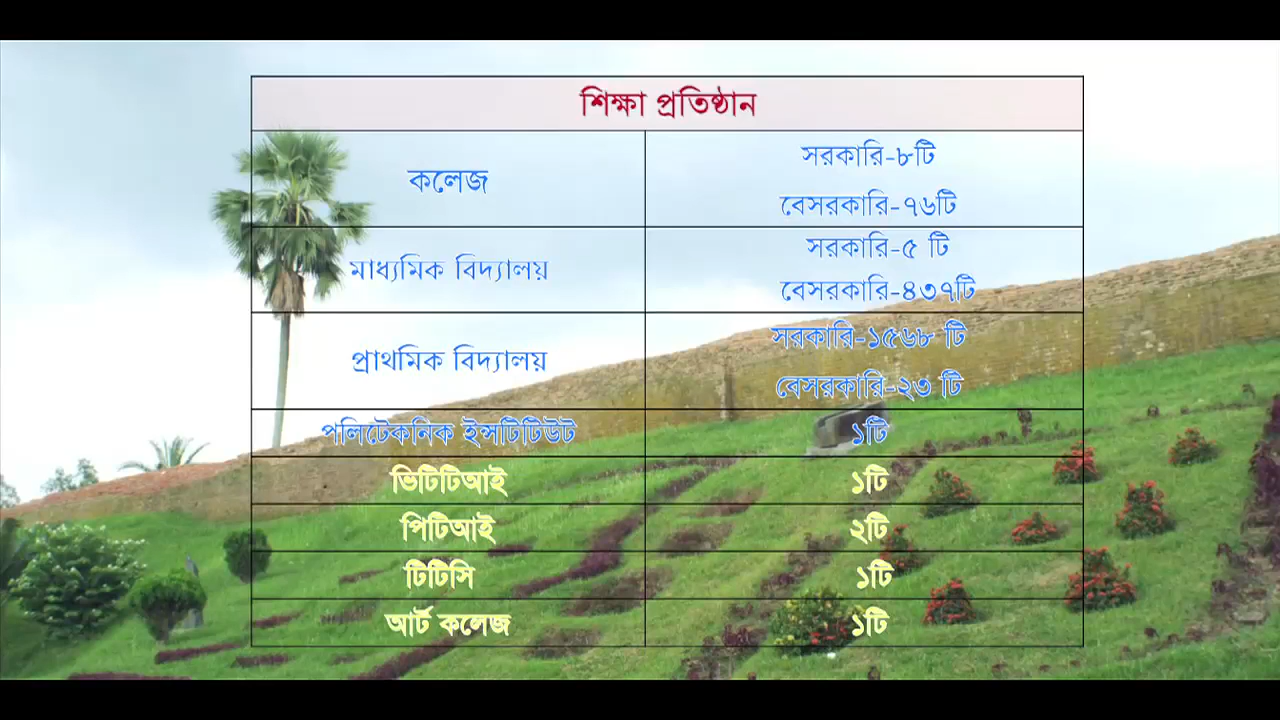 শিক্ষা প্রতিষ্ঠান
কলেজ
সরকারি-৮টি
বেসরকারি-৭৬টি
মাধ্যমিক বিদ্যালয়
সরকারি-৫ টি
বেসরকারি-৪৩৭টি
প্রাথমিক বিদ্যালয়
সরকারি-১৫৬৮ টি
বেসরকারি-২৩ টি
পলিটেকনিক ইন্সটিটিউট ১টি
ভিটিটিআই ১টি
পিটিআই ২টি
টিটিসি ১টি
আর্ট কলেজ ১টি